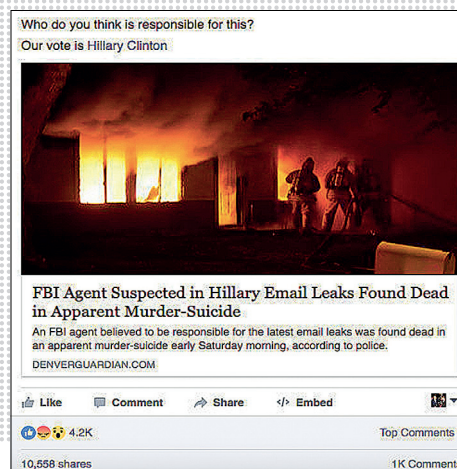 Who do you think is responsible for this?
Our vote is Hillary Clinton
FBI Agent Suspected in Hillary Email Leaks Found Dead
in Apparent Murder-Suicide
An FBI agent believed to be responsible for the latest email leaks was found dead in
an apparent murder-suicide early Saturday morning, according to police.
DENVERGUARDIAN.COM
Like Comment Share </> Embed
4.2K Top Comments
10,558 shares 1K Comment